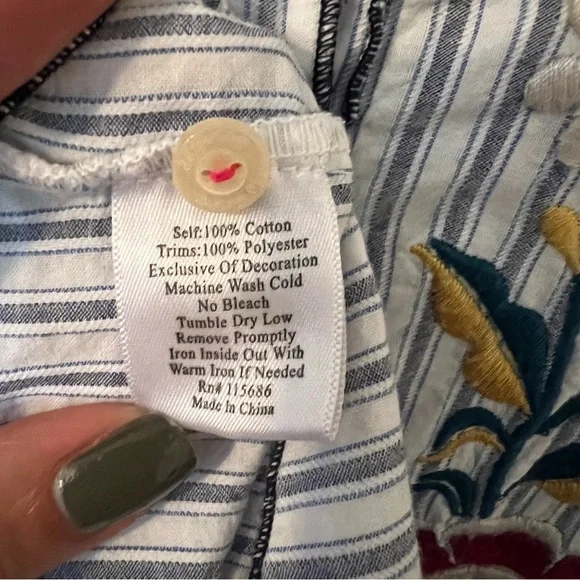 Self:100% Cotton
Trims:100% Polyester
Exclusive Of Decoration
Machine Wash Cold
No Bleach
Tumble Dry Low
Remove Promptly
Iron Inside Out With
Warm Iron If Needed
Rn# 115686
Made In China